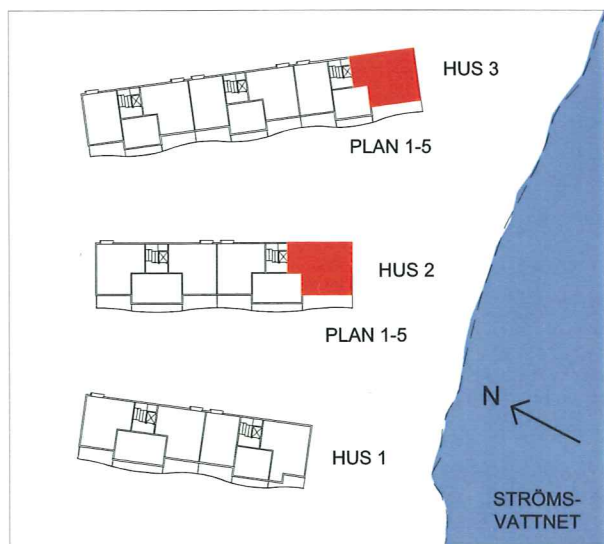 HUS 3
PLAN 1-5
HUS 2
PLAN 1-5
N
HUS 1
STRÖMS-
VATTNET